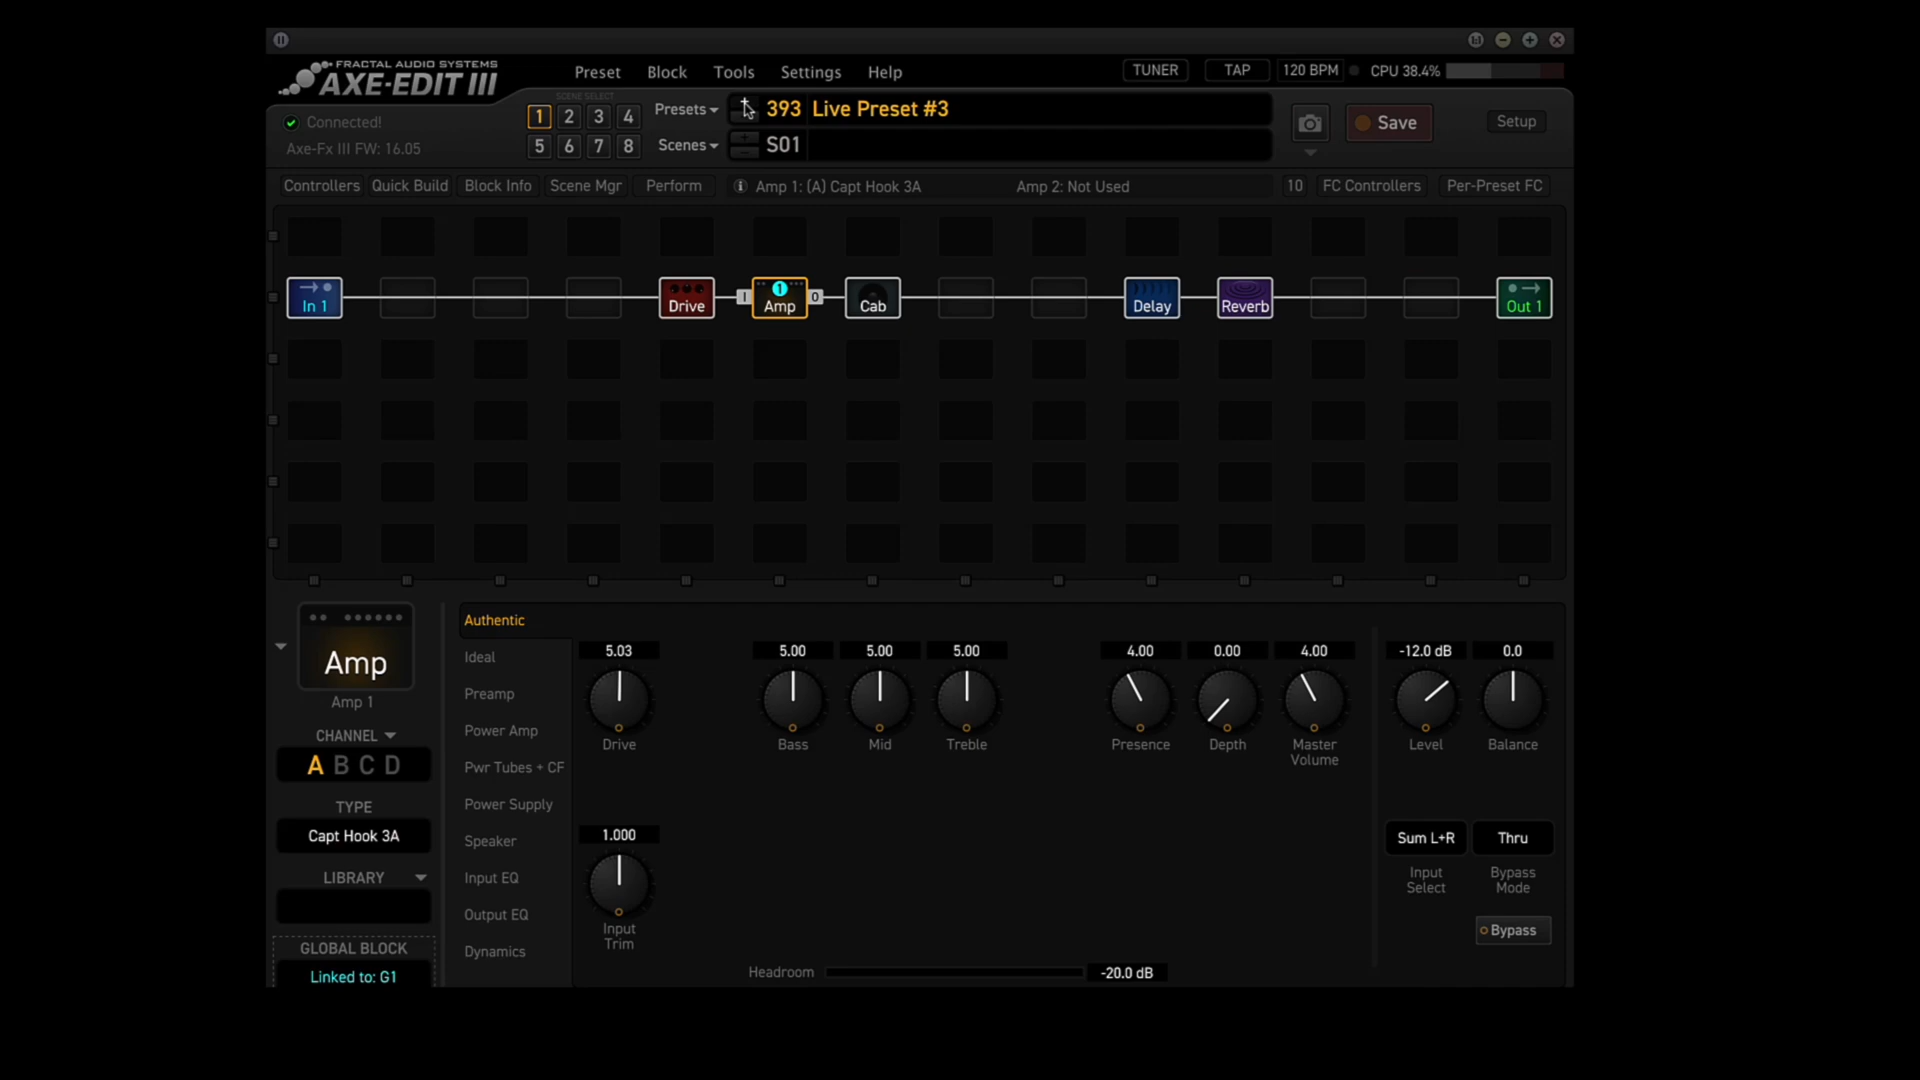 FRACTAL AUDIO SYSTEMS
AXE-EDIT III
Preset Block Tools Settings Help
TUNER TAP 120 BPM CPU 38.4%
SCENE SELECT
1 2 3 4
5 6 7 8
Connected!
Axe-Fx III FW: 16.05
Presets 393 Live Preset #3
Scenes S01
Save
Setup
Controllers Quick Build Block Info Scene Mgr Perform
Amp 1: (A) Capt Hook 3A Amp 2: Not Used
10 FC Controllers Per-Preset FC
In 1 Drive I 1 Amp O Cab Delay Reverb Out 1
Amp
Amp 1
CHANNEL
A B C D
TYPE
Capt Hook 3A
LIBRARY
GLOBAL BLOCK
Linked to: G1
Authentic
Ideal
Preamp
Power Amp
Pwr Tubes + CF
Power Supply
Speaker
Input EQ
Output EQ
Dynamics
5.03 5.00 5.00 5.00 4.00 0.00 4.00 -12.0 dB 0.0
Drive Bass Mid Treble Presence Depth Master Level Balance
Volume
1.000
Input
Trim
Sum L+R Thru
Input Bypass
Select Mode
Bypass
Headroom -20.0 dB